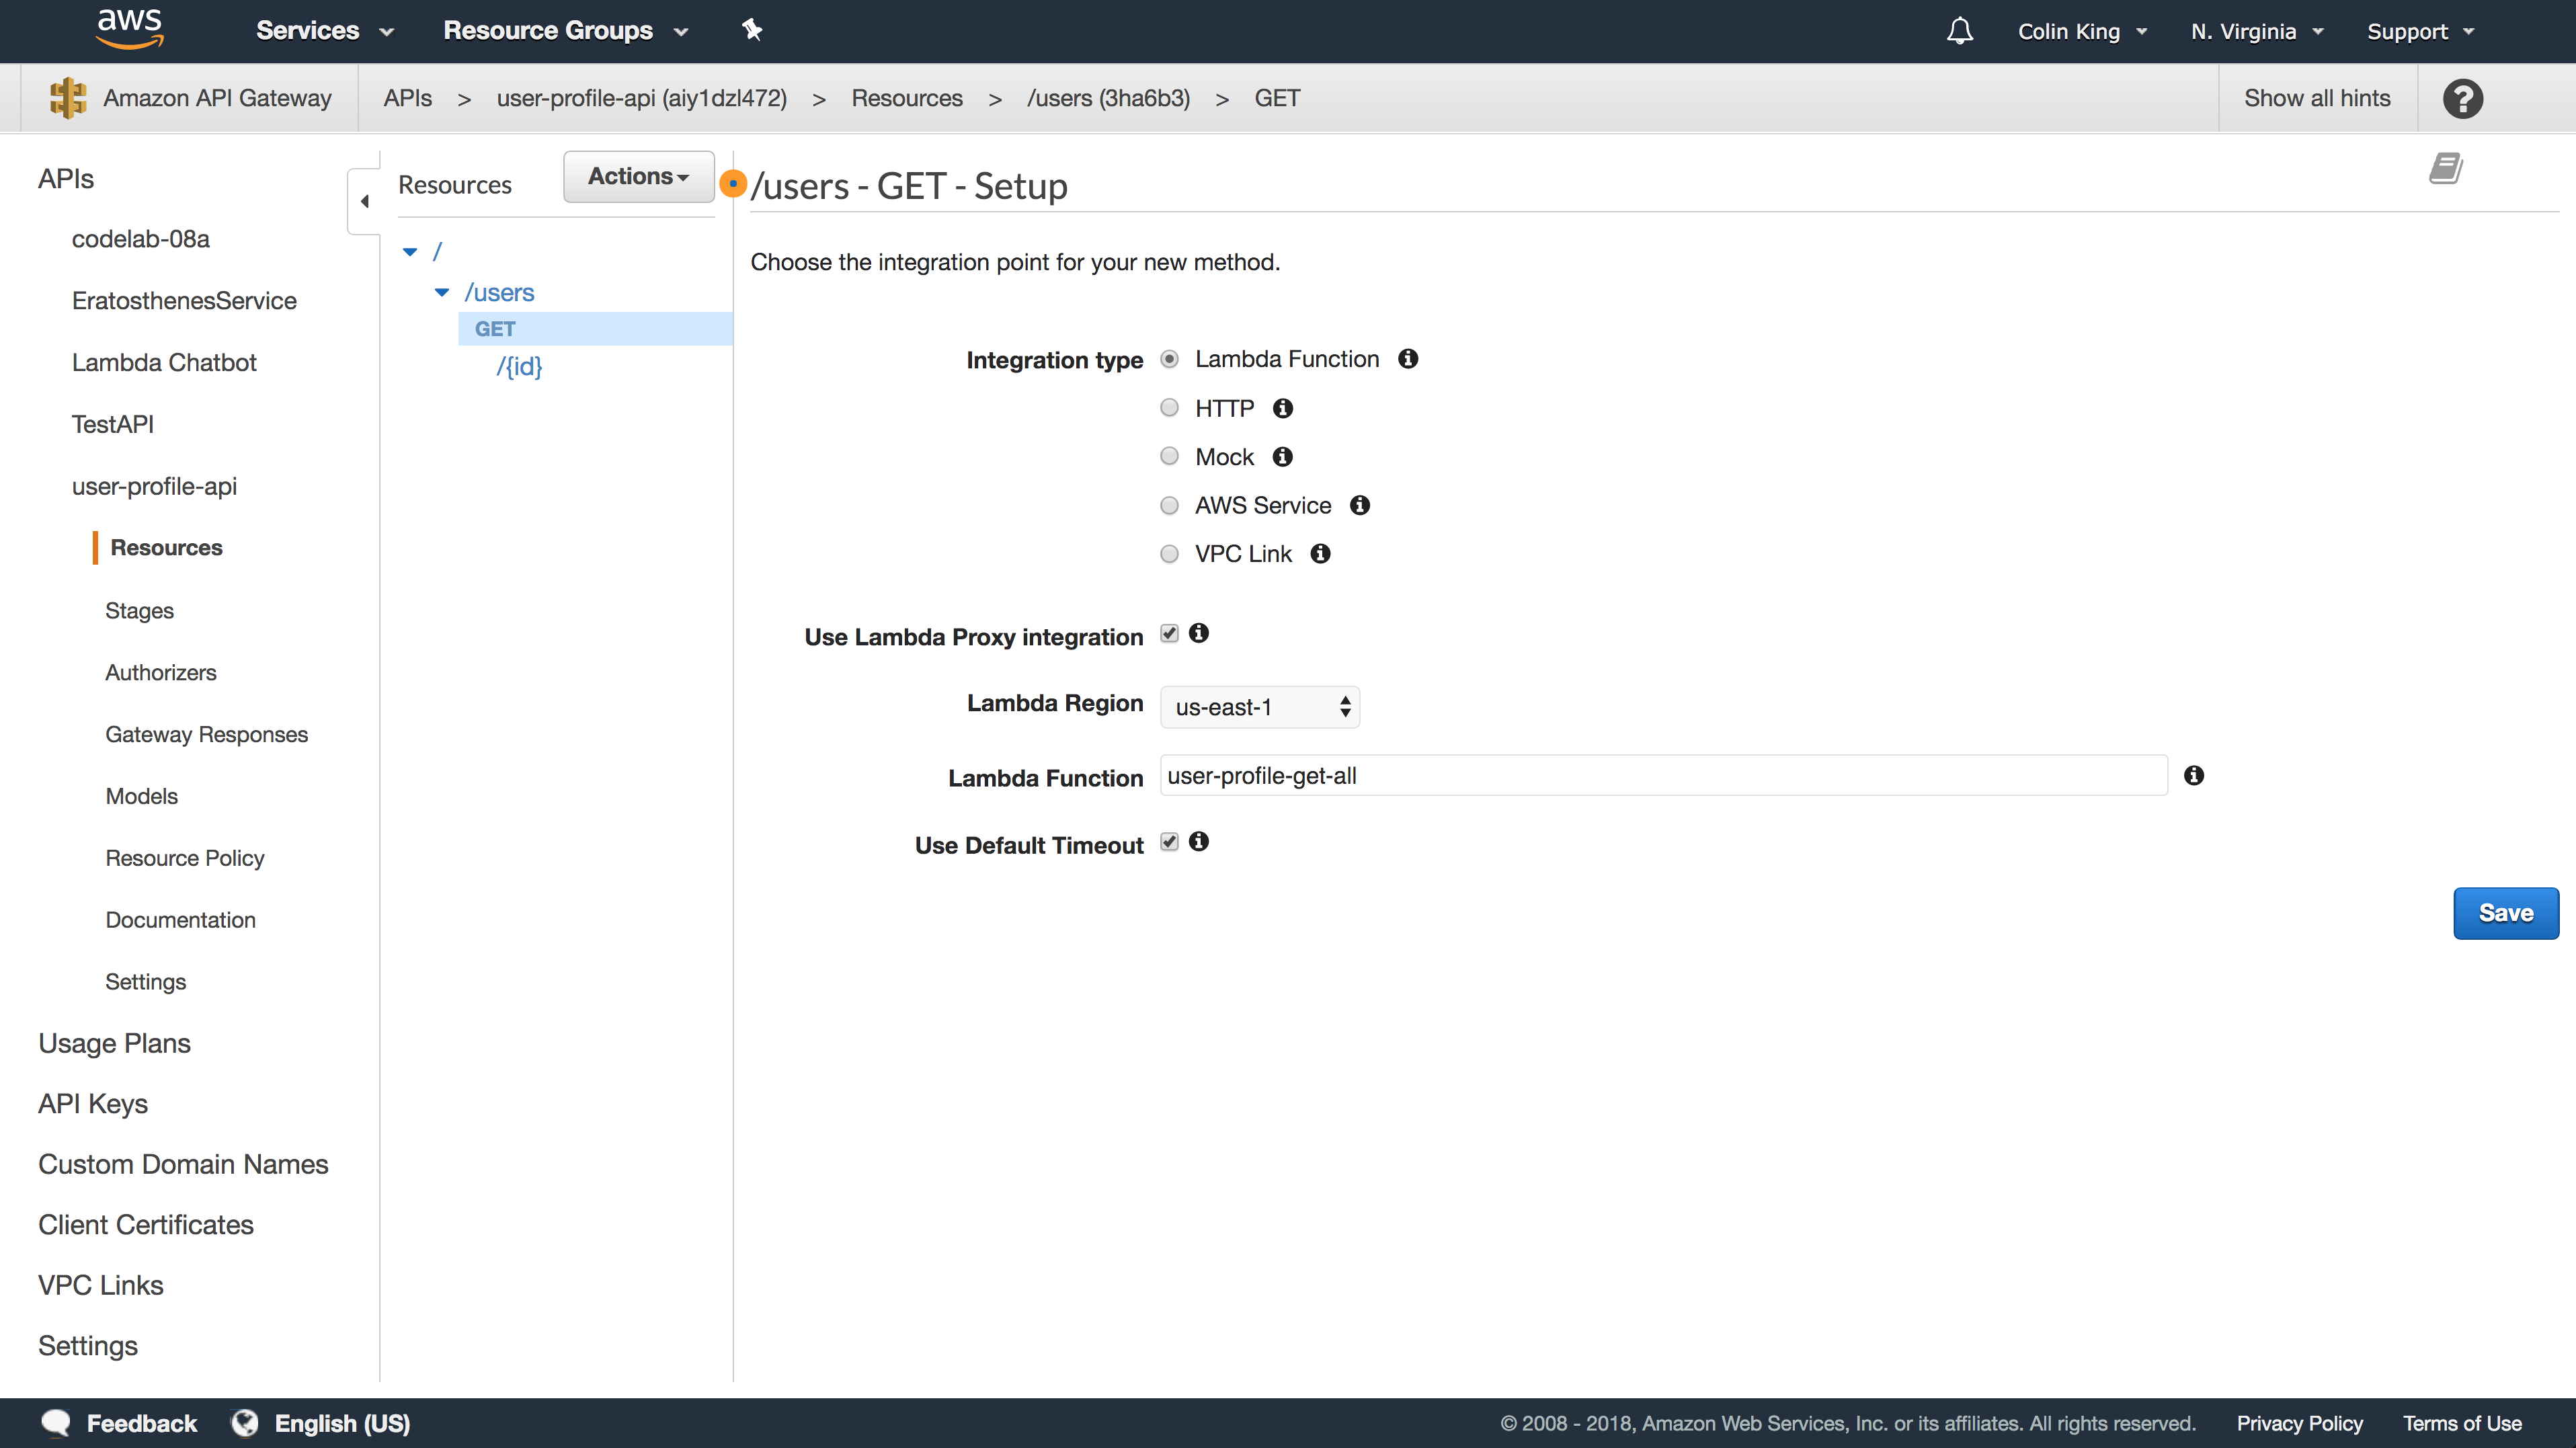 aws Services Resource Groups Colin King N. Virginia Support
Amazon API Gateway APIs > user-profile-api (aiy1dzl472) > Resources > /users (3ha6b3) > GET Show all hints ?
APIs
codelab-08a
EratosthenesService
Lambda Chatbot
TestAPI
user-profile-api
Resources
Stages
Authorizers
Gateway Responses
Models
Resource Policy
Documentation
Settings
Usage Plans
API Keys
Custom Domain Names
Client Certificates
VPC Links
Settings
Resources Actions
/
/users
GET
/{id}
/users - GET - Setup
Choose the integration point for your new method.
Integration type Lambda Function
HTTP
Mock
AWS Service
VPC Link
Use Lambda Proxy integration
Lambda Region us-east-1
Lambda Function user-profile-get-all
Use Default Timeout
Save
Feedback English (US) © 2008 - 2018, Amazon Web Services, Inc. or its affiliates. All rights reserved. Privacy Policy Terms of Use